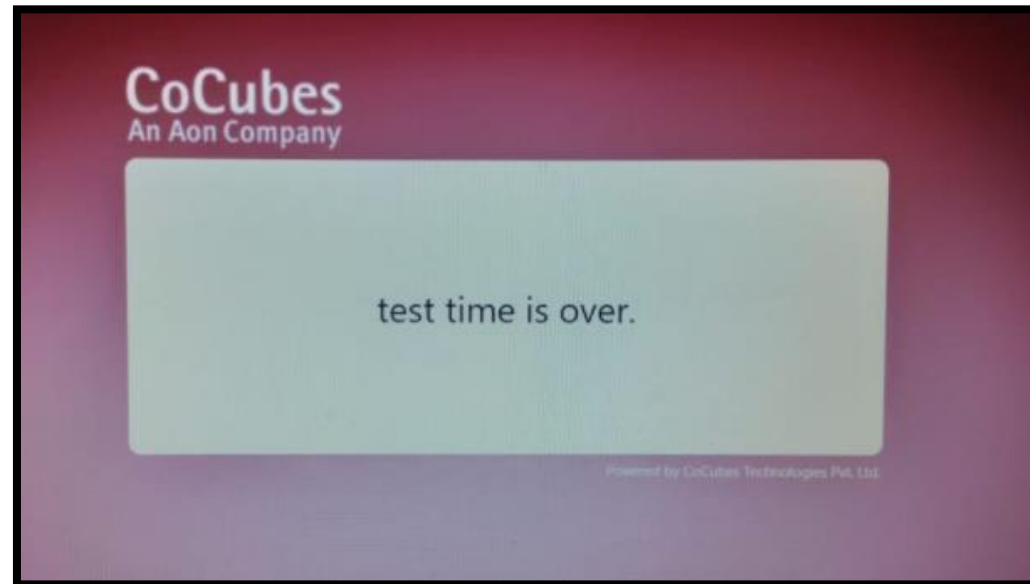 CoCubes
An Aon Company
test time is over.
Powered by CoCubes Technologies Pvt. Ltd.